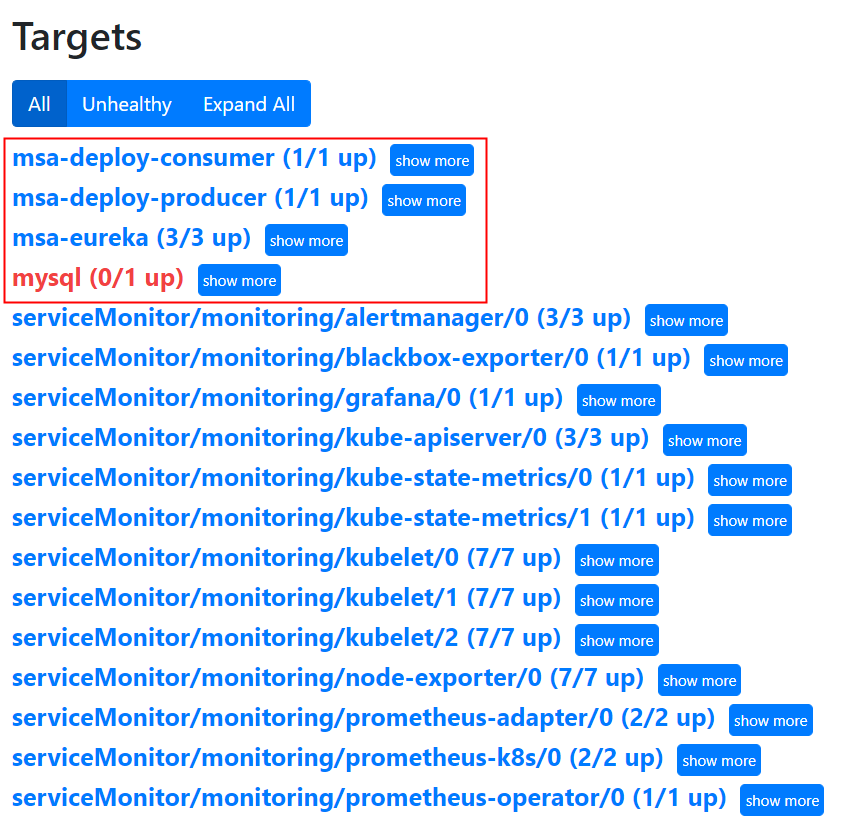 Targets
All Unhealthy Expand All
msa-deploy-consumer (1/1 up) show more
msa-deploy-producer (1/1 up) show more
msa-eureka (3/3 up) show more
mysql (0/1 up) show more
serviceMonitor/monitoring/alertmanager/0 (3/3 up) show more
serviceMonitor/monitoring/blackbox-exporter/0 (1/1 up) show more
serviceMonitor/monitoring/grafana/0 (1/1 up) show more
serviceMonitor/monitoring/kube-apiserver/0 (3/3 up) show more
serviceMonitor/monitoring/kube-state-metrics/0 (1/1 up) show more
serviceMonitor/monitoring/kube-state-metrics/1 (1/1 up) show more
serviceMonitor/monitoring/kubelet/0 (7/7 up) show more
serviceMonitor/monitoring/kubelet/1 (7/7 up) show more
serviceMonitor/monitoring/kubelet/2 (7/7 up) show more
serviceMonitor/monitoring/node-exporter/0 (7/7 up) show more
serviceMonitor/monitoring/prometheus-adapter/0 (2/2 up) show more
serviceMonitor/monitoring/prometheus-k8s/0 (2/2 up) show more
serviceMonitor/monitoring/prometheus-operator/0 (1/1 up) show more